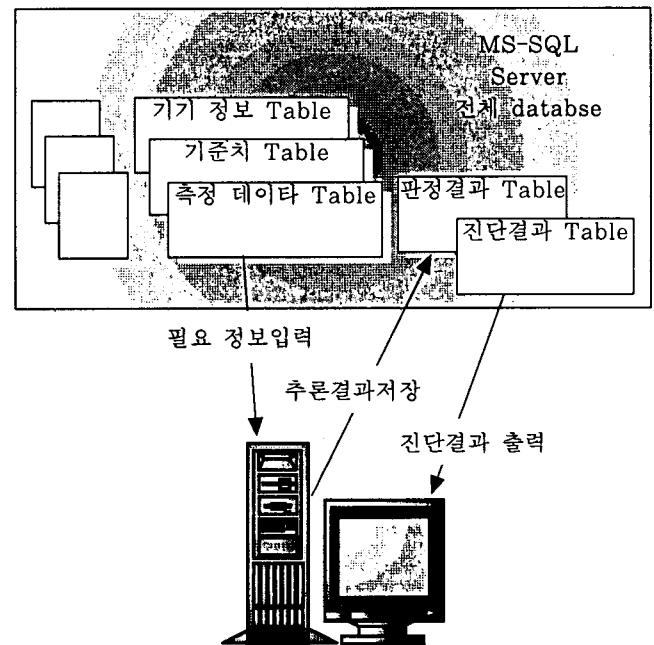 MS-SQL
Server
전체 databse
기기 정보 Table
기준치 Table
측정 데이타 Table
판정결과 Table
진단결과 Table
필요 정보입력
추론결과저장
진단결과 출력